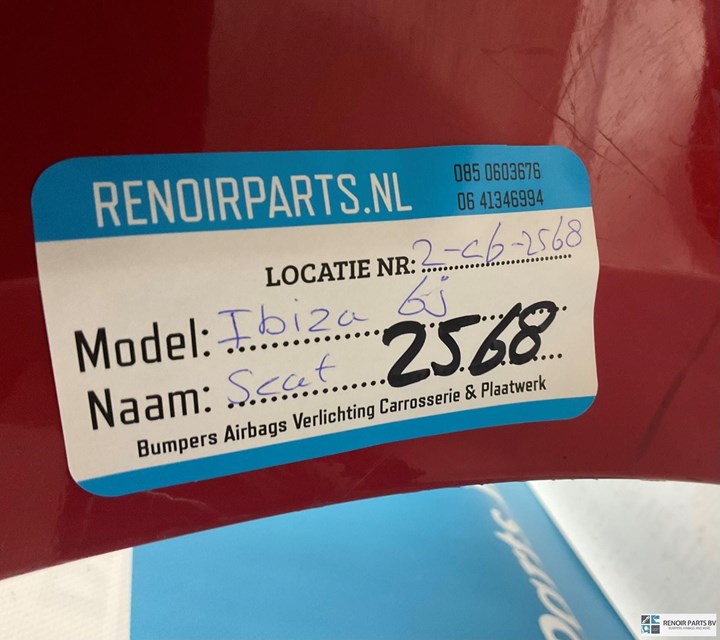 RENOIRPARTS.NL
085 0603676
06 41346994
LOCATIE NR: 2-cb-2568
Model: Ibiza 6j
2568
Naam: Seat
Bumpers Airbags Verlichting Carrosserie & Plaatwerk
RENOIR PARTS BV